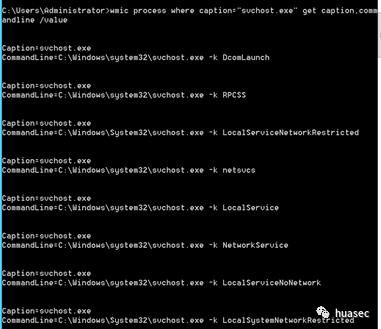 C:\Users\Administrator>wmic process where caption="svchost.exe" get caption,comm
andline /value
Caption=svchost.exe
CommandLine=C:\Windows\system32\svchost.exe -k DcomLaunch
Caption=svchost.exe
CommandLine=C:\Windows\system32\svchost.exe -k RPCSS
Caption=svchost.exe
CommandLine=C:\Windows\System32\svchost.exe -k LocalServiceNetworkRestricted
Caption=svchost.exe
CommandLine=C:\Windows\system32\svchost.exe -k netsvcs
Caption=svchost.exe
CommandLine=C:\Windows\system32\svchost.exe -k LocalService
Caption=svchost.exe
CommandLine=C:\Windows\system32\svchost.exe -k NetworkService
Caption=svchost.exe
CommandLine=C:\Windows\system32\svchost.exe -k LocalServiceNoNetwork
Caption=svchost.exe
CommandLine=C:\Windows\System32\svchost.exe -k LocalSystemNetworkRestricted
huasec